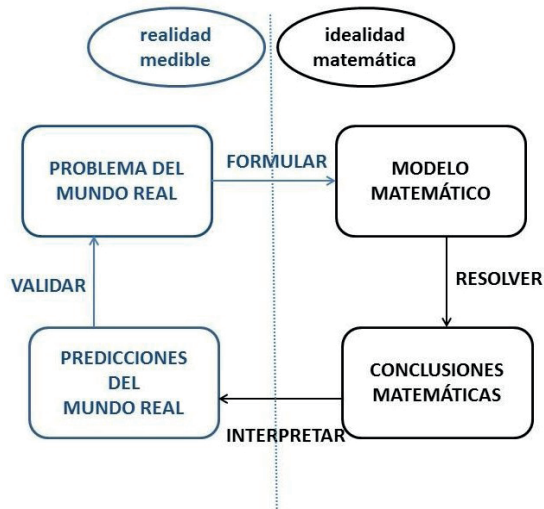 realidad
medible
idealidad
matemática
PROBLEMA DEL
MUNDO REAL
FORMULAR
MODELO
MATEMÁTICO
VALIDAR
RESOLVER
PREDICCIONES
DEL
MUNDO REAL
INTERPRETAR
CONCLUSIONES
MATEMÁTICAS